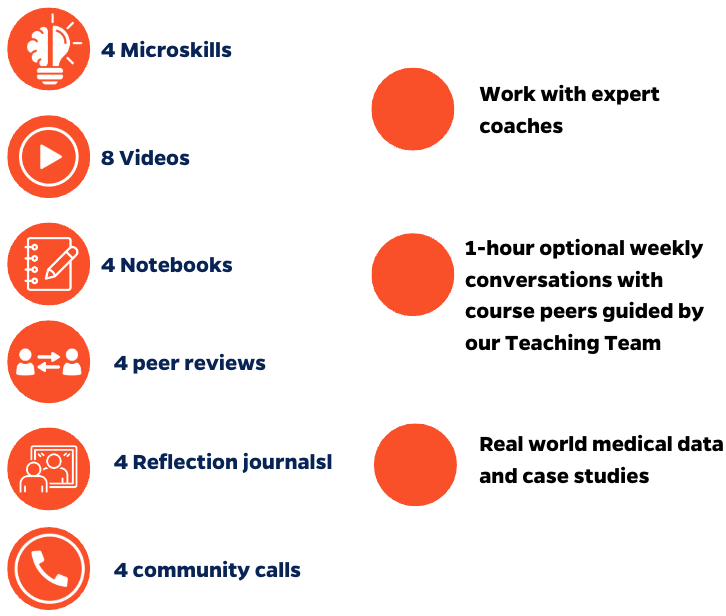 4 Microskills
8 Videos
4 Notebooks
4 peer reviews
4 Reflection journalsl
4 community calls
Work with expert
coaches
1-hour optional weekly
conversations with
course peers guided by
our Teaching Team
Real world medical data
and case studies